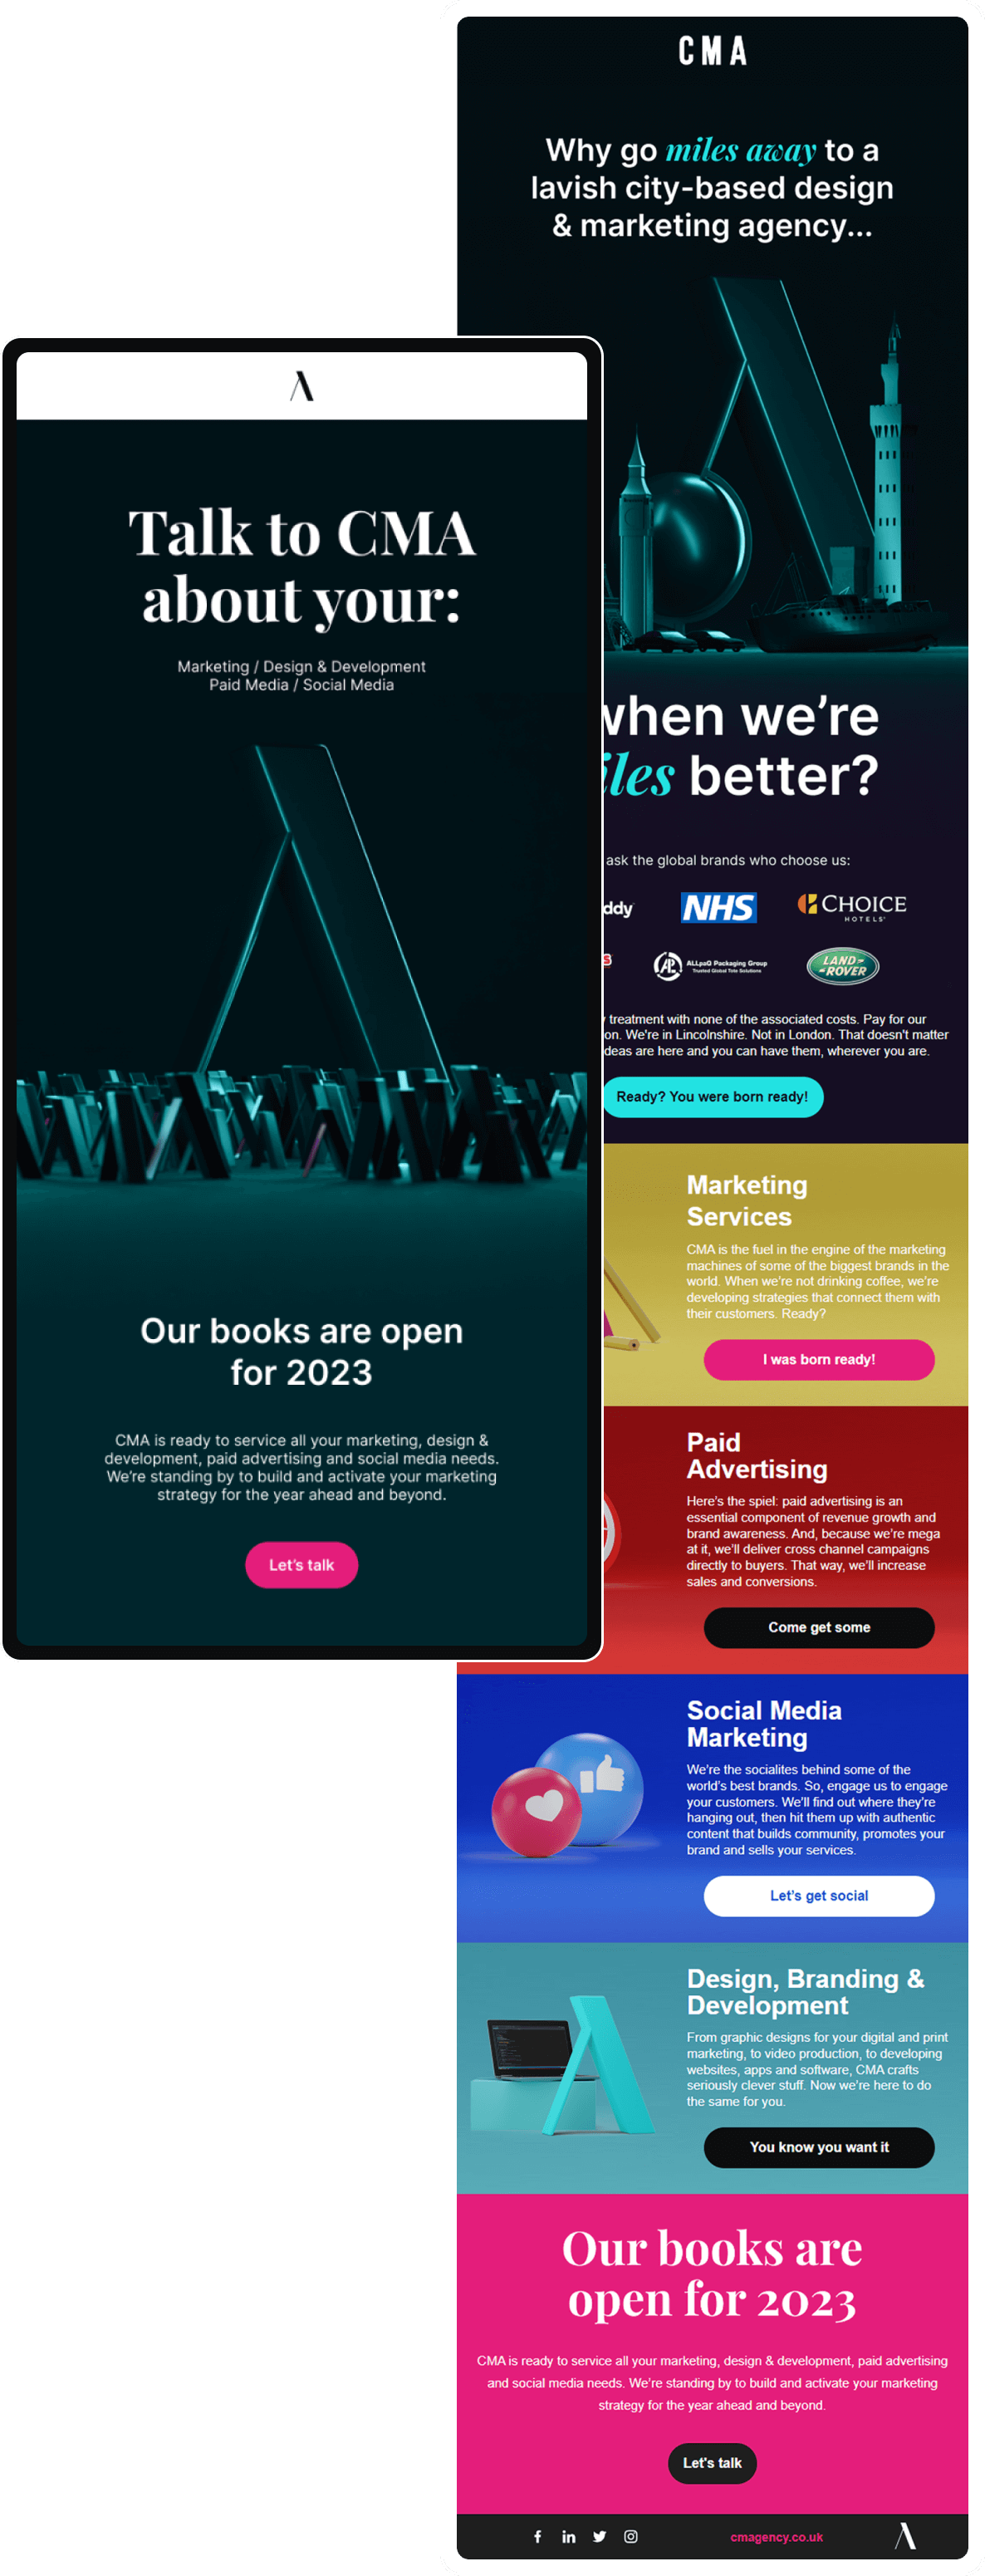 CMA
Why go miles away to a
lavish city-based design
& marketing agency...
Talk to CMA
about your:
Marketing / Design & Development
Paid Media / Social Media
Our books are open
for 2023
CMA is ready to service all your marketing, design &
development, paid advertising and social media needs.
We're standing by to build and activate your marketing
strategy for the year ahead and beyond.
Let's talk
when we're
better?
ask the global brands who choose us:
NHS
CHOICE
HOTELS
ALLpaQ Packaging Group
Trusted Global Tote Solutions
LAND-
-ROVER
treatment with none of the associated costs. Pay for our
on. We're in Lincolnshire. Not in London. That doesn't matter
deas are here and you can have them, wherever you are.
Ready? You were born ready!
Marketing
Services
CMA is the fuel in the engine of the marketing
machines of some of the biggest brands in the
world. When we're not drinking coffee, we're
developing strategies that connect them with
their customers. Ready?
I was born ready!
Paid
Advertising
Here's the spiel: paid advertising is an
essential component of revenue growth and
brand awareness. And, because we're mega
at it, we'll deliver cross channel campaigns
directly to buyers. That way, we'll increase
sales and conversions.
Come get some
Social Media
Marketing
We're the socialites behind some of the
world's best brands. So, engage us to engage
your customers. We'll find out where they're
hanging out, then hit them up with authentic
content that builds community, promotes your
brand and sells your services.
Let's get social
Design, Branding &
Development
From graphic designs for your digital and print
marketing, to video production, to developing
websites, apps and software, CMA crafts
seriously clever stuff. Now we're here to do
the same for you.
You know you want it
Our books are
open for 2023
CMA is ready to service all your marketing, design & development, paid advertising
and social media needs. We're standing by to build and activate your marketing
strategy for the year ahead and beyond.
Let's talk
cmagency.co.uk